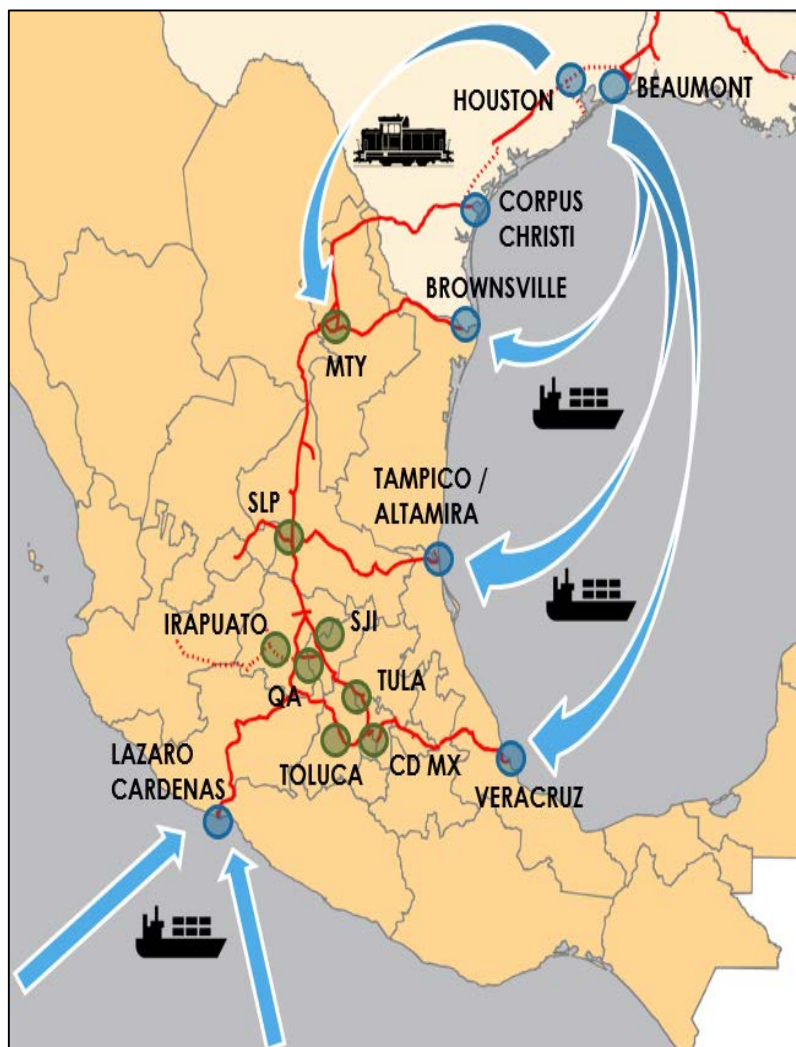 HOUSTON
BEAUMONT
CORPUS
CHRISTI
BROWNSVILLE
MTY
TAMPICO /
ALTAMIRA
SLP
IRAPUATO
SJI
QA
TULA
LAZARO
CARDENAS
TOLUCA
CD MX
VERACRUZ